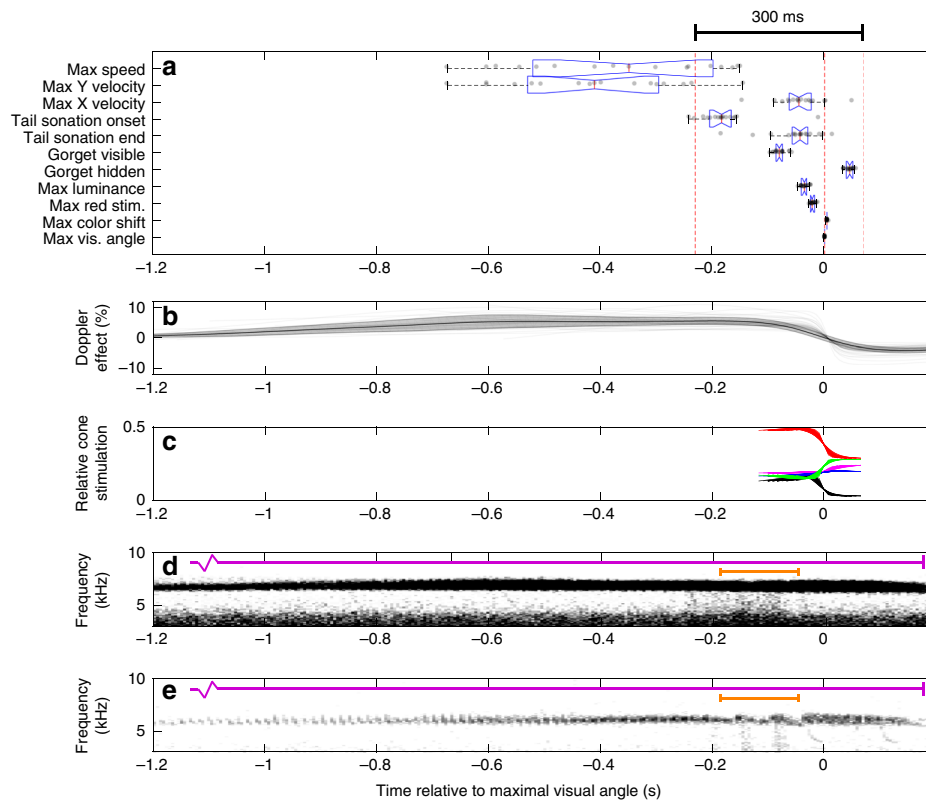 300 ms
a
Max speed
Max Y velocity
Max X velocity
Tail sonation onset
Tail sonation end
Gorget visible
Gorget hidden
Max luminance
Max red stim.
Max color shift
Max vis. angle
−1.2 −1 −0.8 −0.6 −0.4 −0.2 0
b
Doppler
effect (%)
10
0
−10
−1.2 −1 −0.8 −0.6 −0.4 −0.2 0
c
Relative cone
stimulation
0.5
0
−1.2 −1 −0.8 −0.6 −0.4 −0.2 0
d
Frequency
(kHz)
10
5
−1.2 −1 −0.8 −0.6 −0.4 −0.2 0
e
Frequency
(kHz)
10
5
−1.2 −1 −0.8 −0.6 −0.4 −0.2 0
Time relative to maximal visual angle (s)